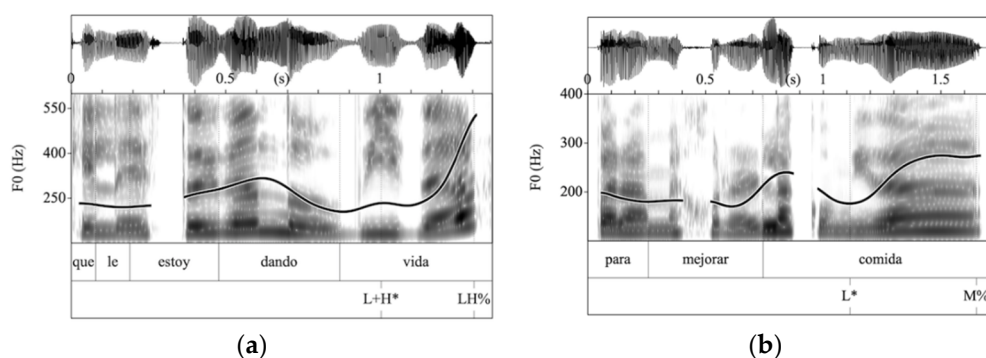 0 0.5 (s) 1
550
400
250
F0 (Hz)
que le estoy dando vida
L+H* LH%
(a)
0 0.5 (s) 1 1.5
400
300
200
F0 (Hz)
para mejorar comida
L* M%
(b)